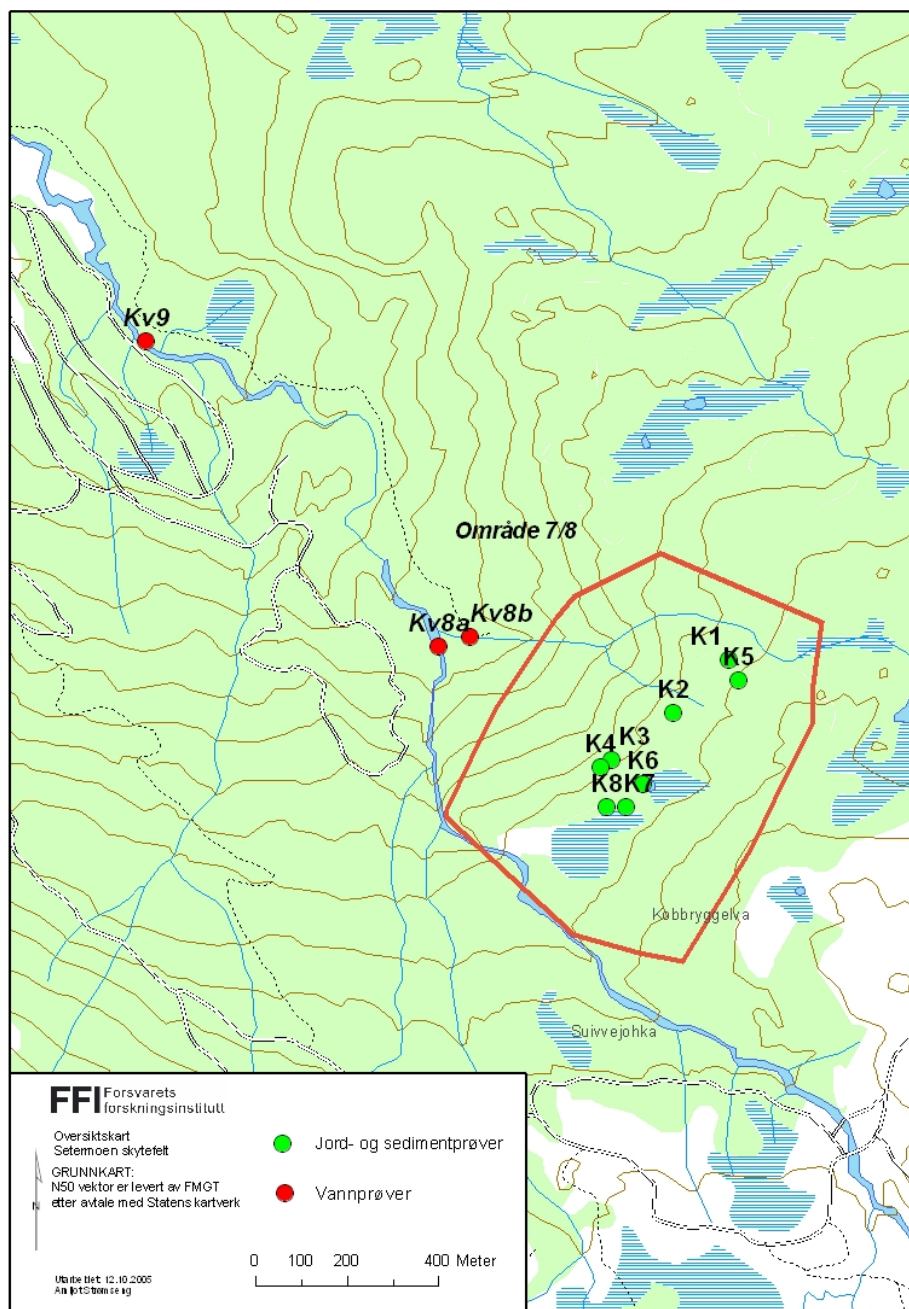 Kv9
Område 7/8
Kv8b
Kv8a
K1
K5
K2
K3
K4
K6
K8
K7
Kobbryggelva
Suivvejohka
FFI Forsvarets
forskningsinstitutt
Oversiktskart
Setermoen skytefelt
GRUNNKART:
N50 vektor er levert av FMGT
etter avtale med Statens kartverk
N
Jord- og sedimentprøver
Vannprøver
0 100 200 400 Meter
Utarbeidet: 12.10.2005
Arnljot Strømseng